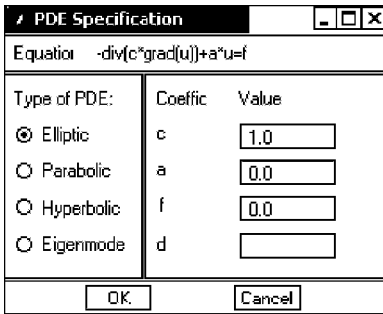 PDE Specification
Equation -div(c*grad(u))+a*u=f
Type of PDE: Coeffic Value
Elliptic c 1.0
Parabolic a 0.0
Hyperbolic f 0.0
Eigenmode d
OK Cancel